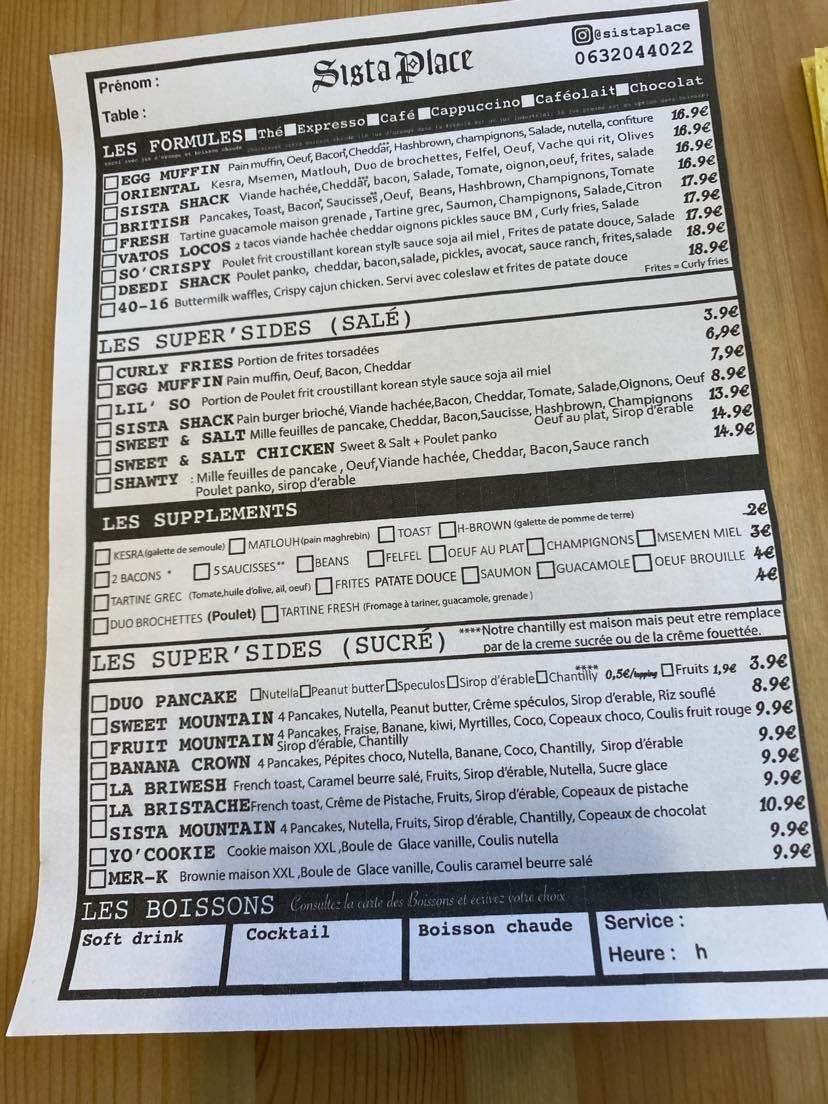 Prénom :
Table :
Sista Place
@sistaplace
0632044022
LES FORMULES Thé Expresso Café Cappuccino Caféolait Chocolat
EGG MUFFIN Pain muffin, Oeuf, Bacon*, Cheddar, Hashbrown, champignons, Salade, nutella, confiture 16.9€
ORIENTAL Kesra, Msemen, Matlouh, Duo de brochettes, Felfel, Oeuf, Vache qui rit, Olives 16.9€
SISTA SHACK Viande hachée, Cheddar, bacon, Salade, Tomate, oignon,oeuf, frites, salade 16.9€
BRITISH Pancakes, Toast, Bacon*, Saucisses**, Oeuf, Beans, Hashbrown, Champignons, Tomate 16.9€
FRESH Tartine guacamole maison grenade , Tartine grec, Saumon, Champignons, Salade,Citron 17.9€
VATOS LOCOS 2 tacos viande hachée cheddar oignons pickles sauce BM , Curly fries, Salade 17.9€
SO'CRISPY Poulet frit croustillant korean style sauce soja ail miel , Frites de patate douce, Salade 17.9€
DEEDI SHACK Poulet panko, cheddar, bacon,salade, pickles, avocat, sauce ranch, frites,salade 18.9€
40-16 Buttermilk waffles, Crispy cajun chicken. Servi avec coleslaw et frites de patate douce 18.9€
Frites = Curly fries
LES SUPER'SIDES (SALÉ)
CURLY FRIES Portion de frites torsadées 3.9€
EGG MUFFIN Pain muffin, Oeuf, Bacon, Cheddar 6,9€
LIL' SO Portion de Poulet frit croustillant korean style sauce soja ail miel 7,9€
SISTA SHACK Pain burger brioché, Viande hachée,Bacon, Cheddar, Tomate, Salade,Oignons, Oeuf 8.9€
SWEET & SALT Mille feuilles de pancake, Cheddar, Bacon,Saucisse, Hashbrown, Champignons 13.9€
Oeuf au plat, Sirop d'érable
SWEET & SALT CHICKEN Sweet & Salt + Poulet panko 14.9€
SHAWTY : Mille feuilles de pancake , Oeuf,Viande hachée, Cheddar, Bacon,Sauce ranch 14.9€
Poulet panko, sirop d'erable
LES SUPPLEMENTS
KESRA(galette de semoule) MATLOUH(pain maghrebin) TOAST H-BROWN (galette de pomme de terre) 2€
2 BACONS * 5 SAUCISSES** BEANS FELFEL OEUF AU PLAT CHAMPIGNONS MSEMEN MIEL 3€
TARTINE GREC (Tomate,huile d'olive, ail, oeuf) FRITES PATATE DOUCE SAUMON GUACAMOLE OEUF BROUILLE 4€
DUO BROCHETTES (Poulet) TARTINE FRESH (Fromage à tariner, guacamole, grenade ) 4€
LES SUPER'SIDES (SUCRÉ)
****Notre chantilly est maison mais peut etre remplace
par de la creme sucrée ou de la crême fouettée.
DUO PANCAKE Nutella Peanut butter Speculos Sirop d'érable Chantilly**** 0,5€/topping Fruits 1,9€ 3.9€
SWEET MOUNTAIN 4 Pancakes, Nutella, Peanut butter, Crême spéculos, Sirop d'erable, Riz souflé 8.9€
FRUIT MOUNTAIN 4 Pancakes, Fraise, Banane, kiwi, Myrtilles, Coco, Copeaux choco, Coulis fruit rouge 9.9€
Sirop d'érable, Chantilly
BANANA CROWN 4 Pancakes, Pépites choco, Nutella, Banane, Coco, Chantilly, Sirop d'érable 9.9€
LA BRIWESH French toast, Caramel beurre salé, Fruits, Sirop d'érable, Nutella, Sucre glace 9.9€
LA BRISTACHE French toast, Crême de Pistache, Fruits, Sirop d'érable, Copeaux de pistache 9.9€
SISTA MOUNTAIN 4 Pancakes, Nutella, Fruits, Sirop d'érable, Chantilly, Copeaux de chocolat 10.9€
YO'COOKIE Cookie maison XXL ,Boule de Glace vanille, Coulis nutella 9.9€
MER-K Brownie maison XXL ,Boule de Glace vanille, Coulis caramel beurre salé 9.9€
LES BOISSONS Consultez la carte des Boissons et ecrivez votre choix
Soft drink
Cocktail
Boisson chaude
Service :
Heure : h